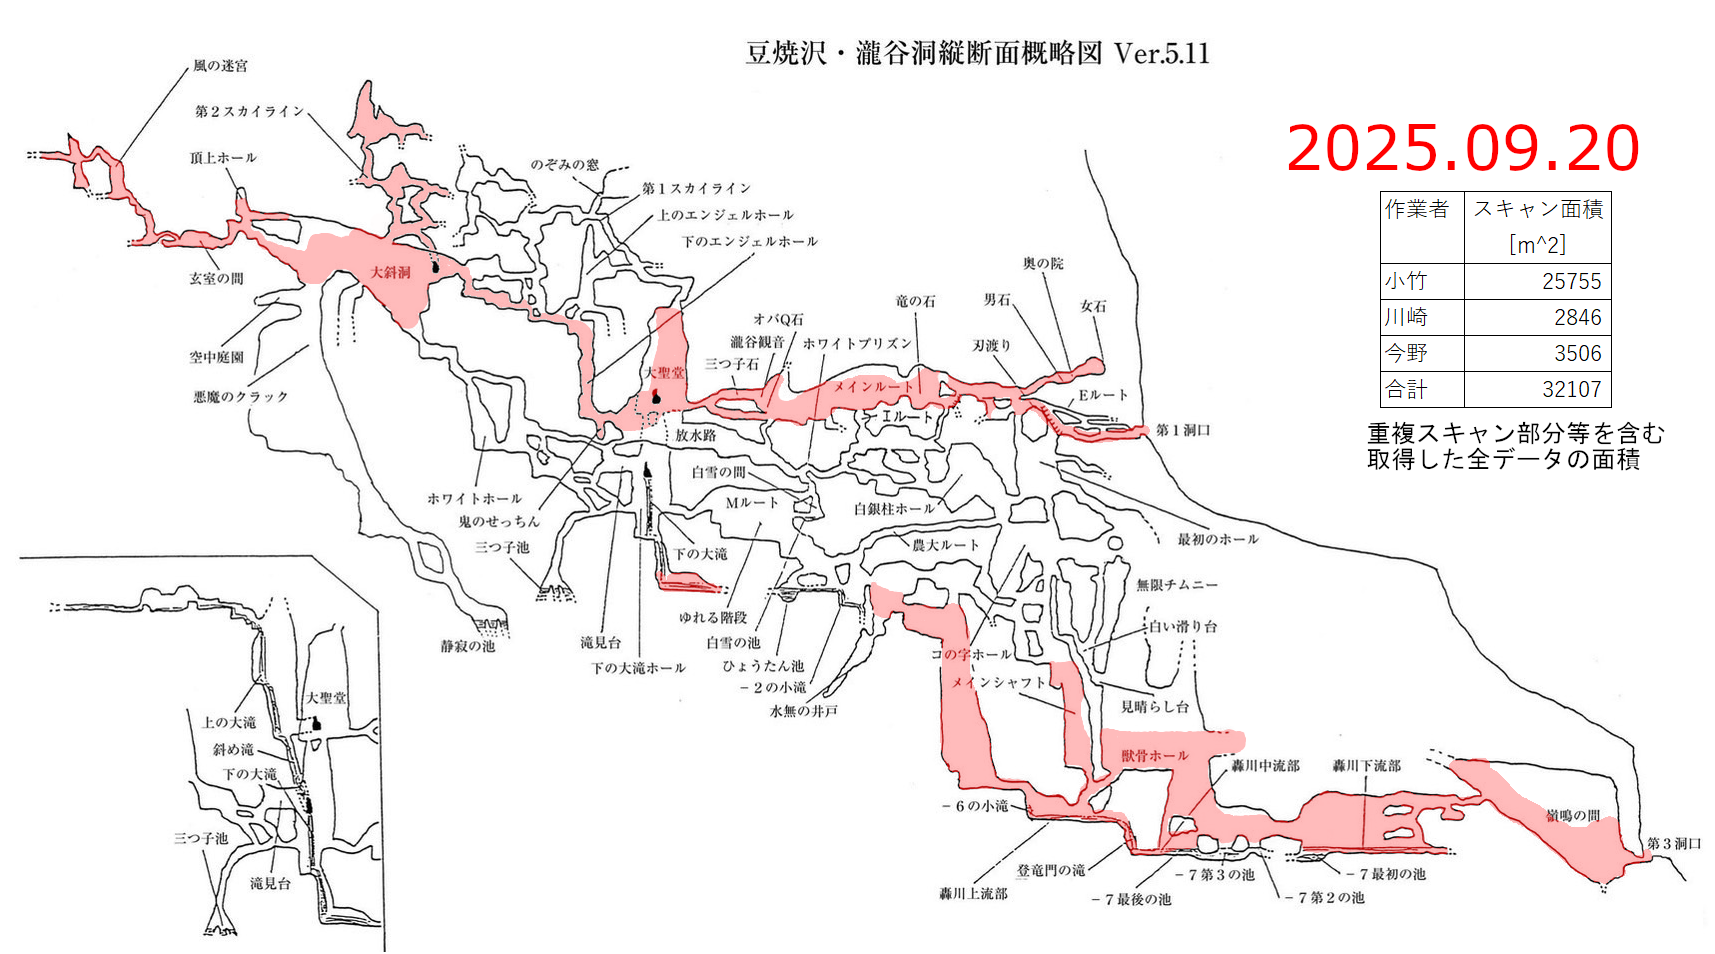 豆焼沢・瀧谷洞縦断面概略図 Ver.5.11
2025.09.20
作業者 スキャン面積
[m^2]
小竹 25755
川崎 2846
今野 3506
合計 32107
重複スキャン部分等を含む
取得した全データの面積
風の迷宮
第2スカイライン
頂上ホール
のぞみの窓
第1スカイライン
上のエンジェルホール
下のエンジェルホール
玄室の間
大斜洞
空中庭園
悪魔のクラック
奥の院
竜の石
男石
女石
オバQ石
瀧谷観音
ホワイトプリズン
刃渡り
三つ子石
大聖堂
メインルート
Eルート
Iルート
第1洞口
放水路
白雪の間
ホワイトホール
Mルート
白銀柱ホール
鬼のせっちん
三つ子池
下の大滝
農大ルート
最初のホール
無限チムニー
ゆれる階段
白い滑り台
静寂の池
滝見台
白雪の池
コの字ホール
下の大滝ホール
ひょうたん池
メインシャフト
−2の小滝
水無の井戸
見晴らし台
大聖堂
上の大滝
斜め滝
下の大滝
三つ子池
滝見台
獣骨ホール
轟川中流部
轟川下流部
−6の小滝
嶺鳴の間
第3洞口
登竜門の滝
−7第3の池
−7最初の池
轟川上流部
−7最後の池
−7第2の池